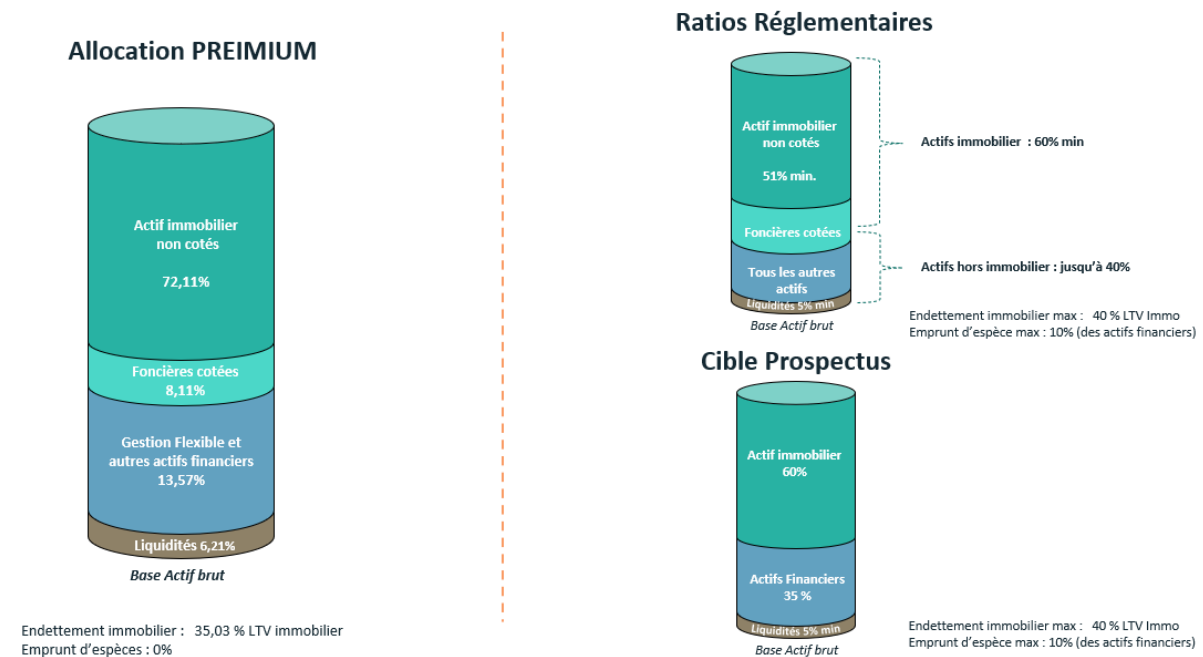 Allocation PREIMIUM
Actif immobilier
non cotés
72,11%
Foncières cotées
8,11%
Gestion Flexible et
autres actifs financiers
13,57%
Liquidités 6,21%
Base Actif brut
Endettement immobilier : 35,03 % LTV immobilier
Emprunt d’espèces : 0%
Ratios Réglementaires
Actif immobilier
non cotés
51% min.
Foncières cotées
Tous les autres
actifs
Liquidités 5% min
Base Actif brut
Actifs immobilier : 60% min
Actifs hors immobilier : jusqu’à 40%
Endettement immobilier max : 40 % LTV Immo
Emprunt d’espèce max : 10% (des actifs financiers)
Cible Prospectus
Actif immobilier
60%
Actifs Financiers
35 %
Liquidités 5% min
Base Actif brut
Endettement immobilier max : 40 % LTV Immo
Emprunt d’espèce max : 10% (des actifs financiers)